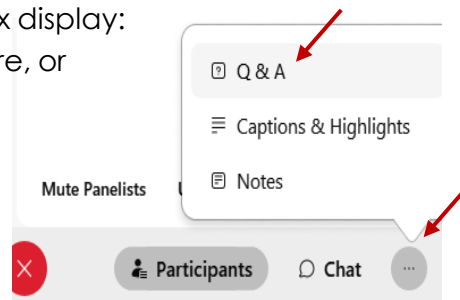 x display:
re, or
Q & A
Captions & Highlights
Notes
Mute Panelists
Participants
Chat